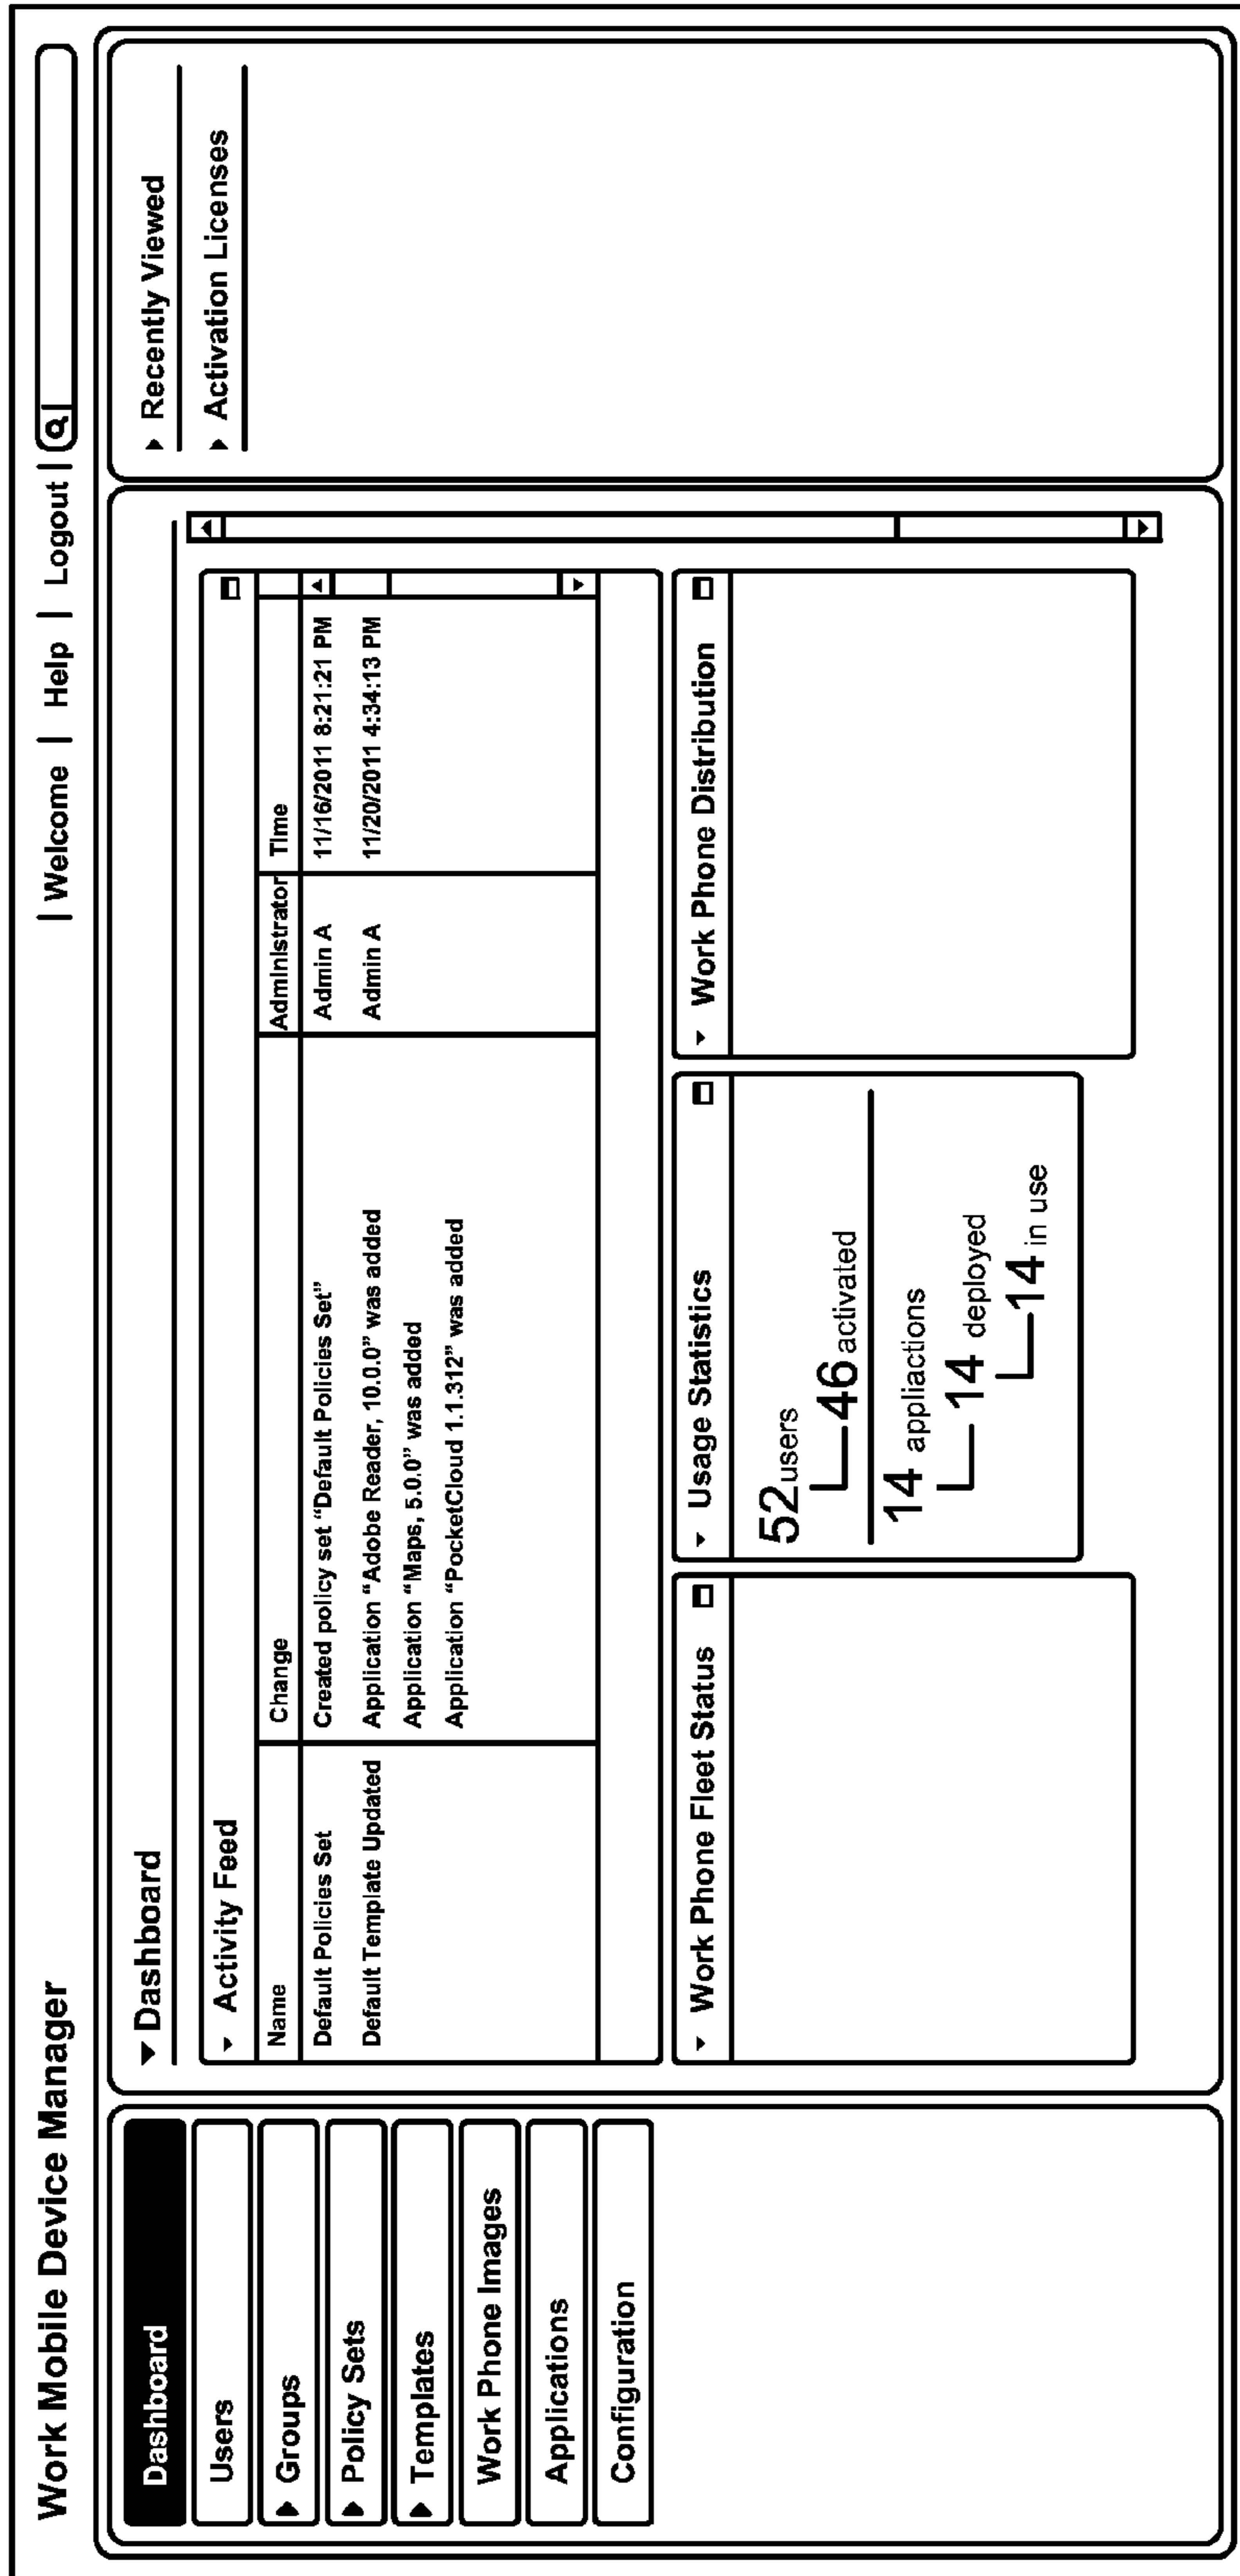 Work Mobile Device Manager
| Welcome | Help | Logout |
Dashboard
Users
Groups
Policy Sets
Templates
Work Phone Images
Applications
Configuration
Dashboard
Activity Feed
Name Change Administrator Time
Default Policies Set Created policy set “Default Policies Set” Admin A 11/16/2011 8:21:21 PM
Default Template Updated Application “Adobe Reader, 10.0.0” was added Admin A 11/20/2011 4:34:13 PM
Application “Maps, 5.0.0” was added
Application “PocketCloud 1.1.312” was added
Work Phone Fleet Status
Usage Statistics
52 users
46 activated
14 appliactions
14 deployed
14 in use
Work Phone Distribution
Recently Viewed
Activation Licenses